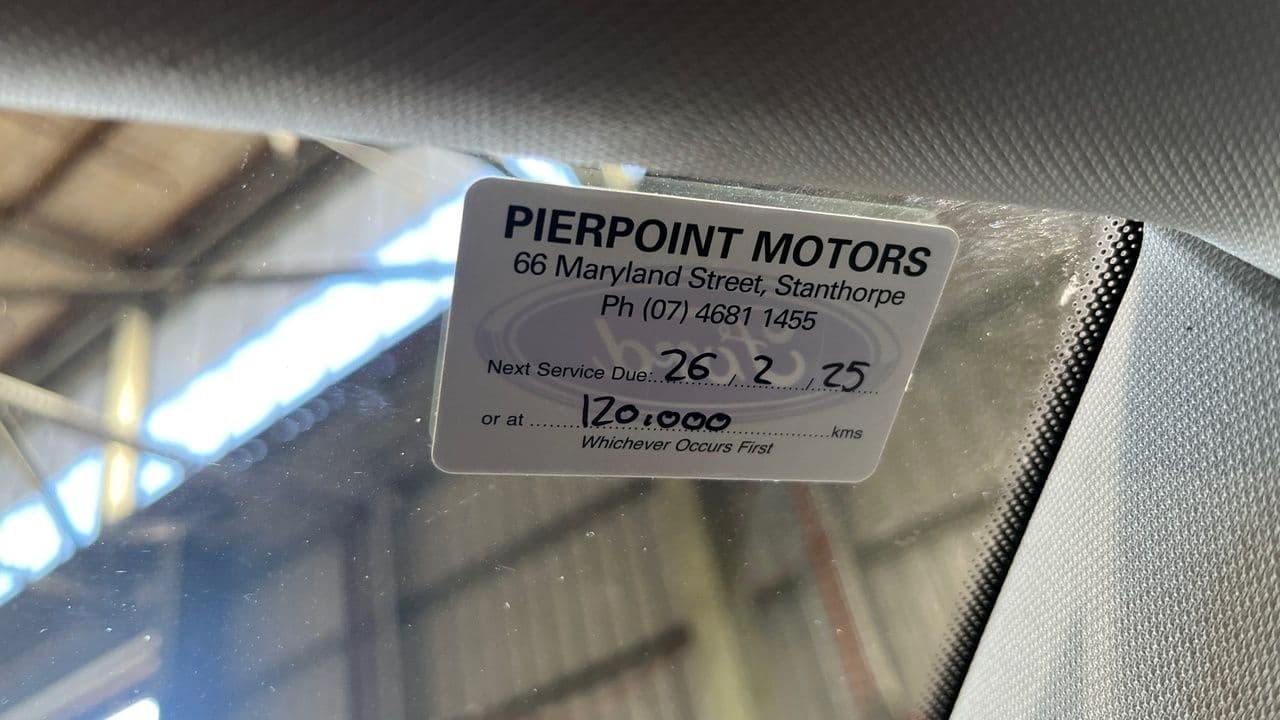 PIERPOINT MOTORS
66 Maryland Street, Stanthorpe
Ph (07) 4681 1455
Ford
Next Service Due: 26 / 2 / 25
or at 120.000 kms
Whichever Occurs First